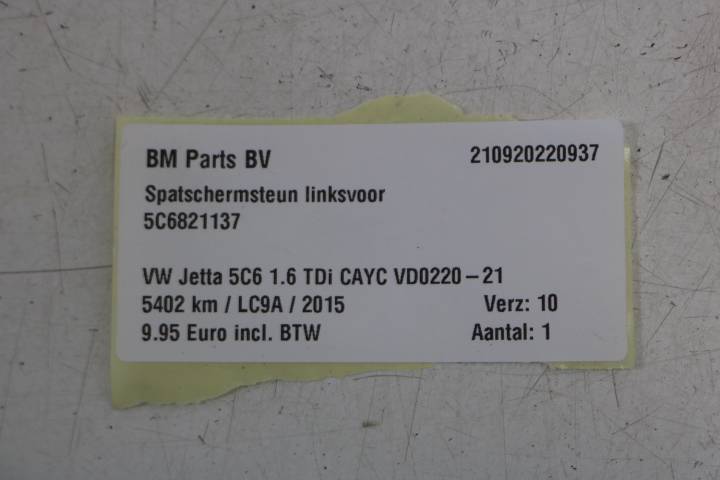 BM Parts BV 210920220937
Spatschermsteun linksvoor
5C6821137
VW Jetta 5C6 1.6 TDi CAYC VD0220-21
5402 km / LC9A / 2015 Verz: 10
9.95 Euro incl. BTW Aantal: 1